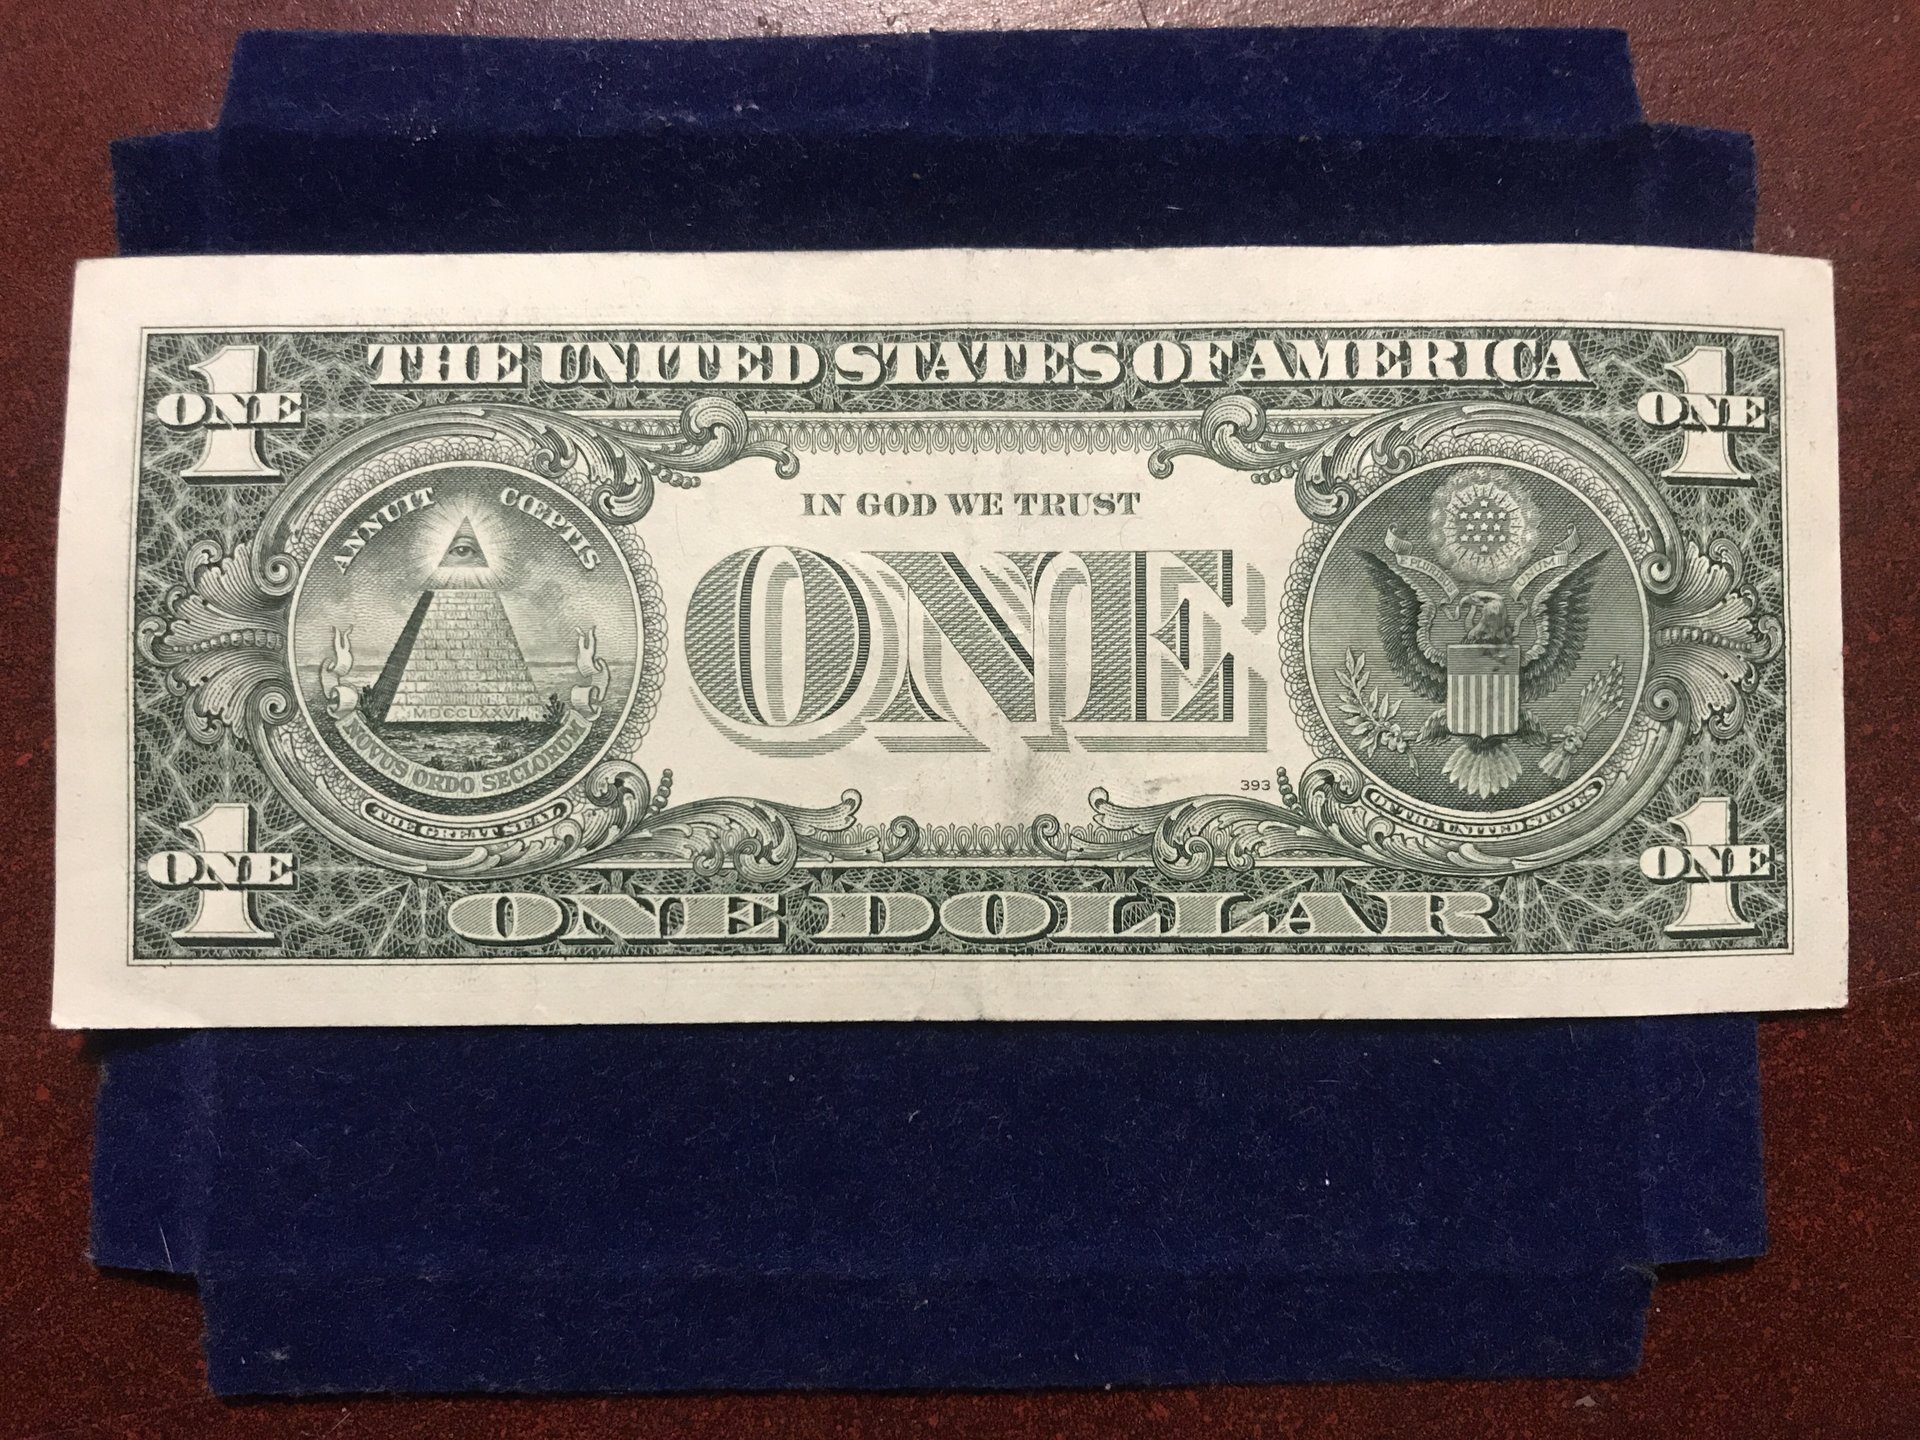 THE UNITED STATES OF AMERICA
1
ONE
1
ONE
ANNUIT CŒPTIS
IN GOD WE TRUST
E PLURIBUS UNUM
ONE
MDCCLXXVI
NOVUS ORDO SECLORUM
393
THE GREAT SEAL
OF THE UNITED STATES
1
ONE
1
ONE
ONE DOLLAR